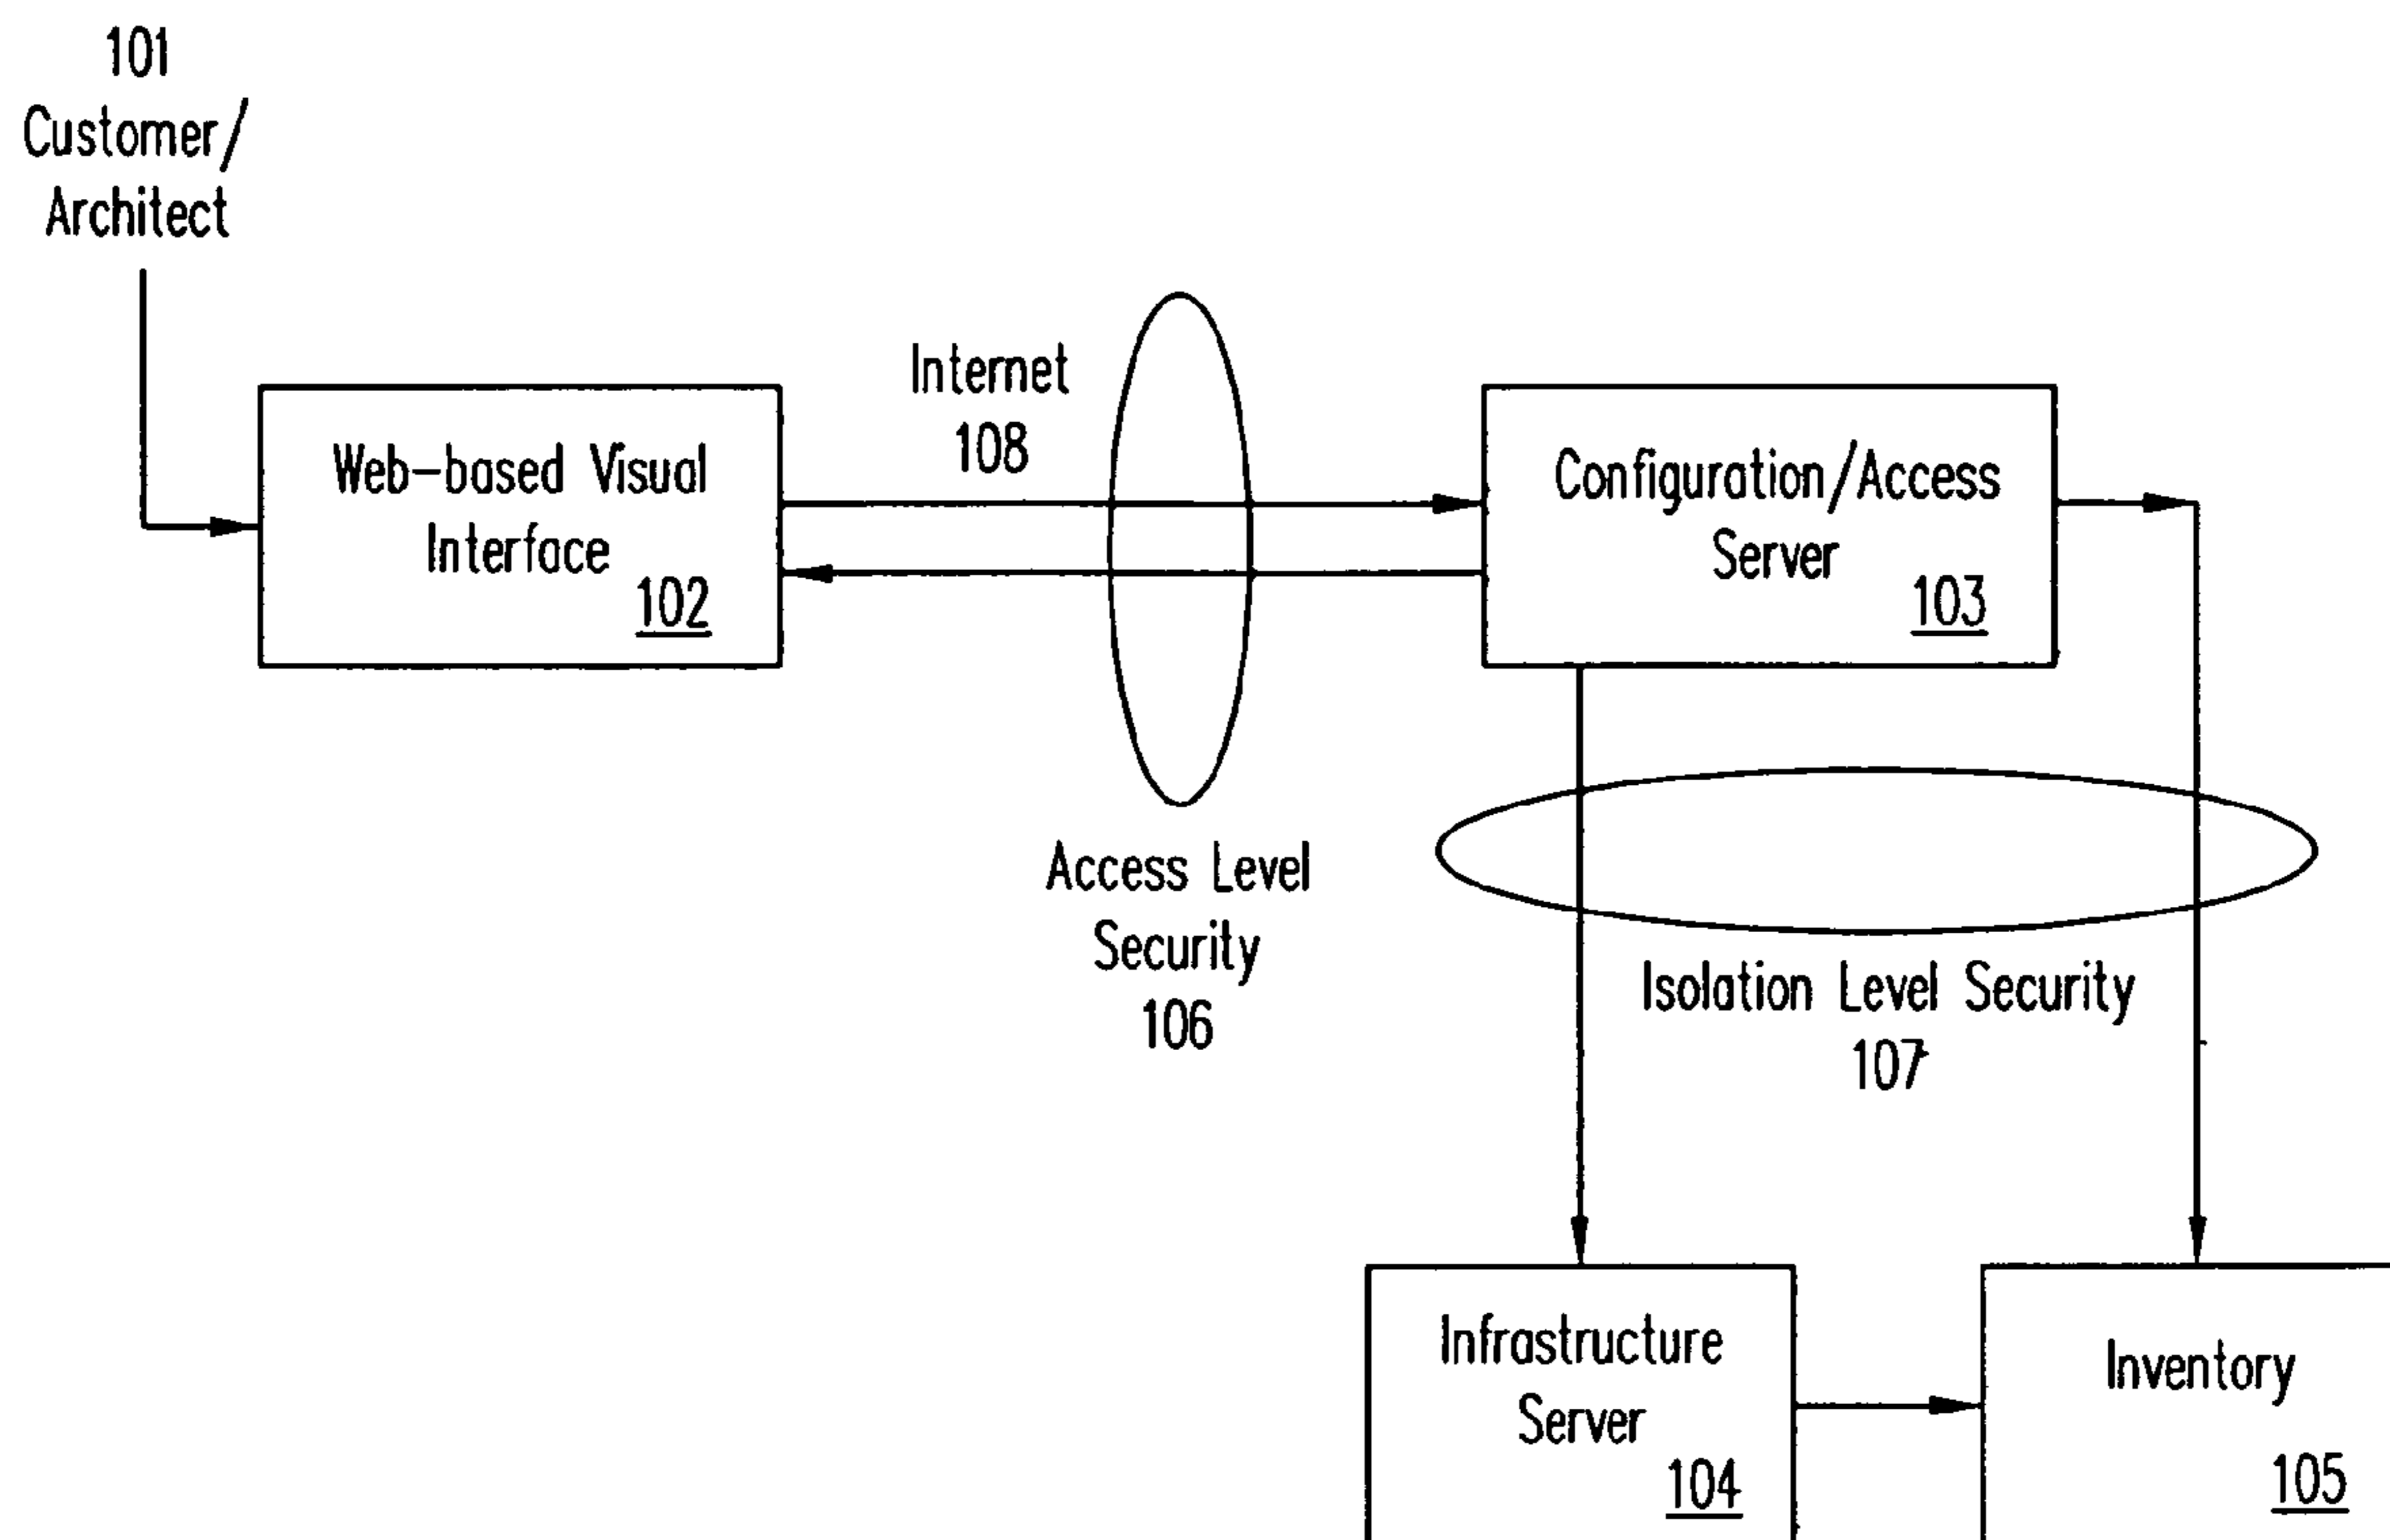 101
Customer/
Architect
Internet
108
Web-based Visual
Interface
102
Configuration/Access
Server
103
Access Level
Security
106
Isolation Level Security
107
Infrastructure
Server
104
Inventory
105